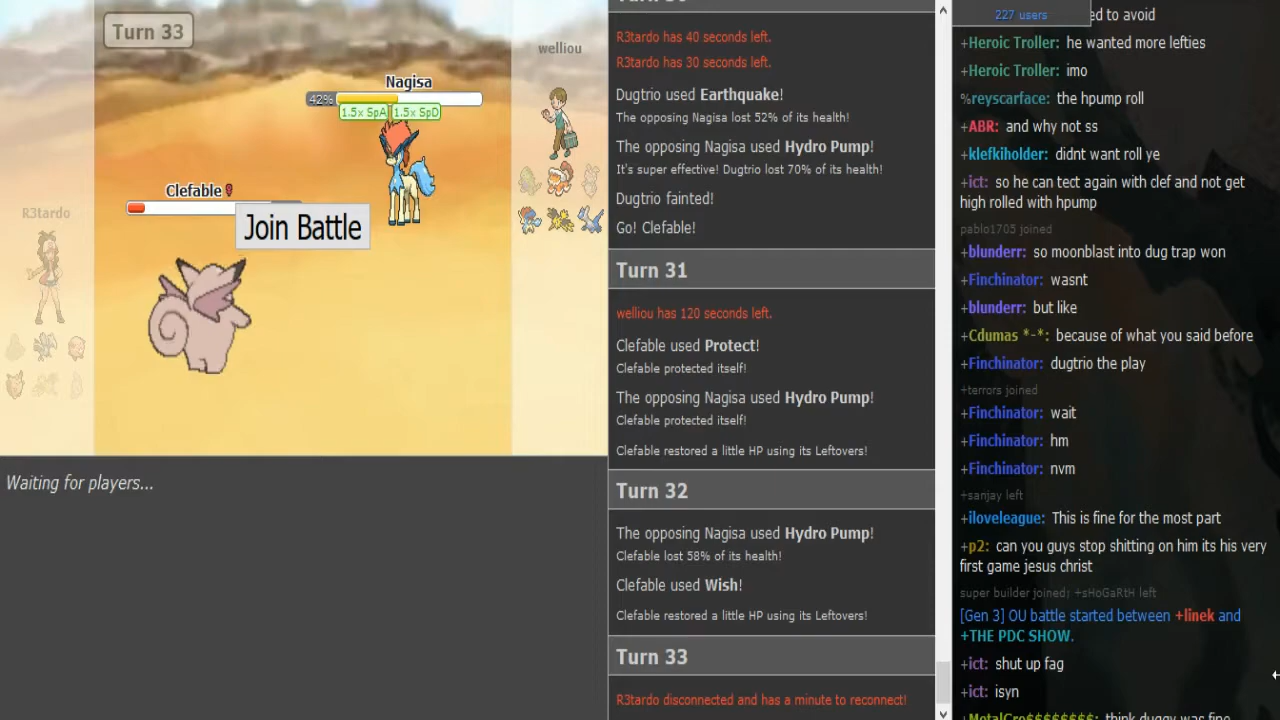 Turn 33
welliou
Nagisa
42%
1.5x SpA 1.5x SpD
Clefable
R3tardo
Join Battle
Waiting for players...
R3tardo has 40 seconds left.
R3tardo has 30 seconds left.
Dugtrio used Earthquake!
The opposing Nagisa lost 52% of its health!
The opposing Nagisa used Hydro Pump!
It's super effective! Dugtrio lost 70% of its health!
Dugtrio fainted!
Go! Clefable!
Turn 31
welliou has 120 seconds left.
Clefable used Protect!
Clefable protected itself!
The opposing Nagisa used Hydro Pump!
Clefable protected itself!
Clefable restored a little HP using its Leftovers!
Turn 32
The opposing Nagisa used Hydro Pump!
Clefable lost 58% of its health!
Clefable used Wish!
Clefable restored a little HP using its Leftovers!
Turn 33
R3tardo disconnected and has a minute to reconnect!
227 users
to avoid
+Heroic Troller: he wanted more lefties
+Heroic Troller: imo
%reyscarface: the hpump roll
+ABR: and why not ss
+klefkiholder: didnt want roll ye
+ict: so he can tect again with clef and not get
high rolled with hpump
pablo1705 joined
+blunderr: so moonblast into dug trap won
+Finchinator: wasnt
+blunderr: but like
+Cdumas *-*: because of what you said before
+Finchinator: dugtrio the play
+terrors joined
+Finchinator: wait
+Finchinator: hm
+Finchinator: nvm
+sanjay left
+iloveleague: This is fine for the most part
+p2: can you guys stop shitting on him its his very
first game jesus christ
super builder joined; +sHoGaRtH left
[Gen 3] OU battle started between +linek and
+THE PDC SHOW.
+ict: shut up fag
+ict: isyn
think duggy was fine